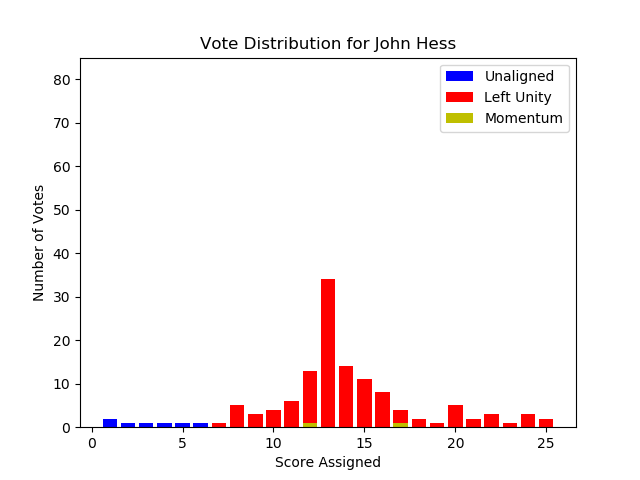 Vote Distribution for John Hess
Unaligned
Left Unity
Momentum
Number of Votes
80
70
60
50
40
30
20
10
0
0 5 10 15 20 25
Score Assigned